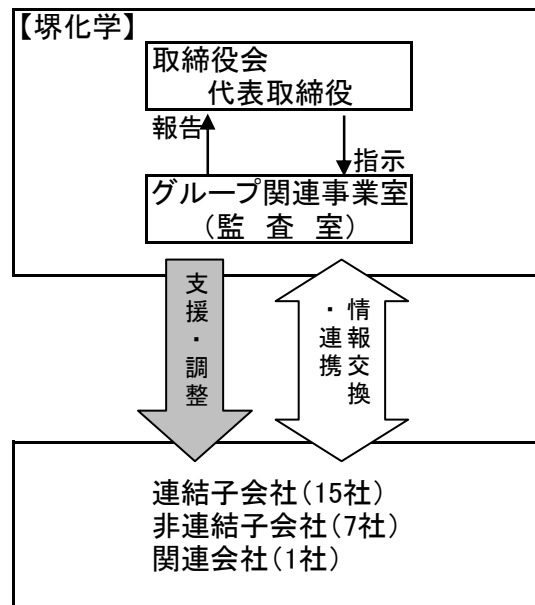 【堺化学】
取締役会
代表取締役
報告
指示
グループ関連事業室
(監 査 室)
支援・調整
情報交換
・連携
連結子会社(15社)
非連結子会社(7社)
関連会社(1社)